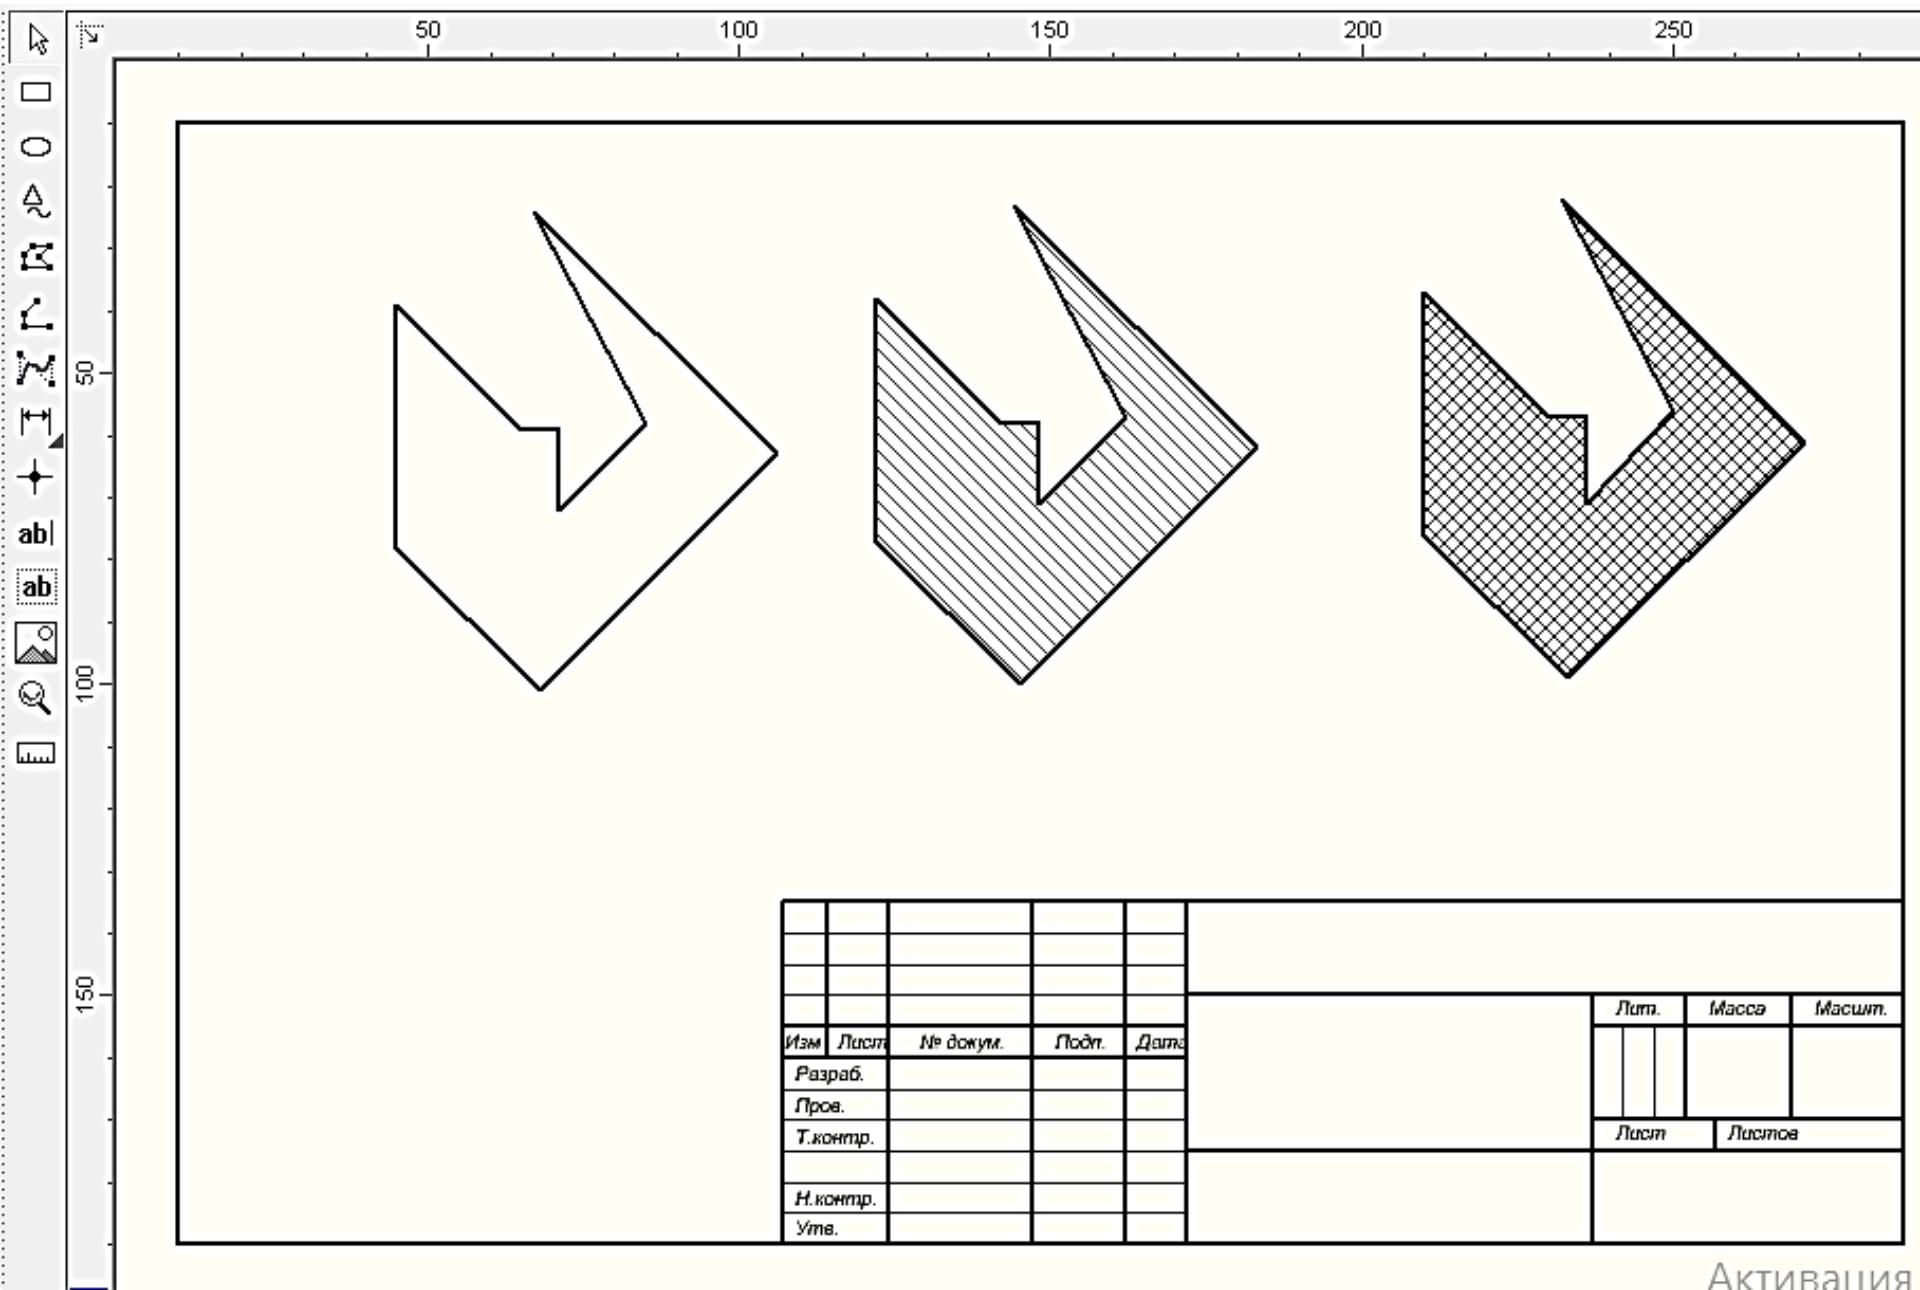 50 100 150 200 250
50
100
150
ab|
ab
Лит. Масса Масшт.
Изм Лист № докум. Подп. Дата
Разраб.
Пров.
Т.контр.
Лист Листов
Н.контр.
Утв.
Активация